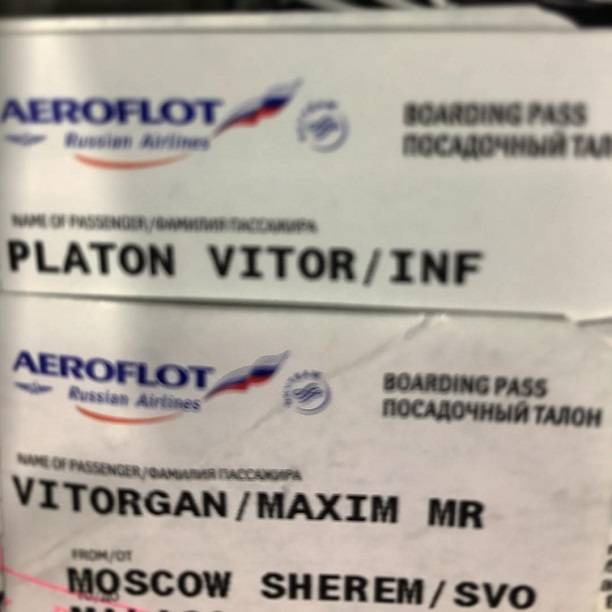 AEROFLOT
Russian Airlines
BOARDING PASS
ПОСАДОЧНЫЙ ТАЛ
NAME OF PASSENGER/ФАМИЛИЯ ПАССАЖИРА
PLATON VITOR/INF
AEROFLOT
Russian Airlines
BOARDING PASS
ПОСАДОЧНЫЙ ТАЛОН
NAME OF PASSENGER/ФАМИЛИЯ ПАССАЖИРА
VITORGAN/MAXIM MR
FROM/ОТ
MOSCOW SHEREM/SVO